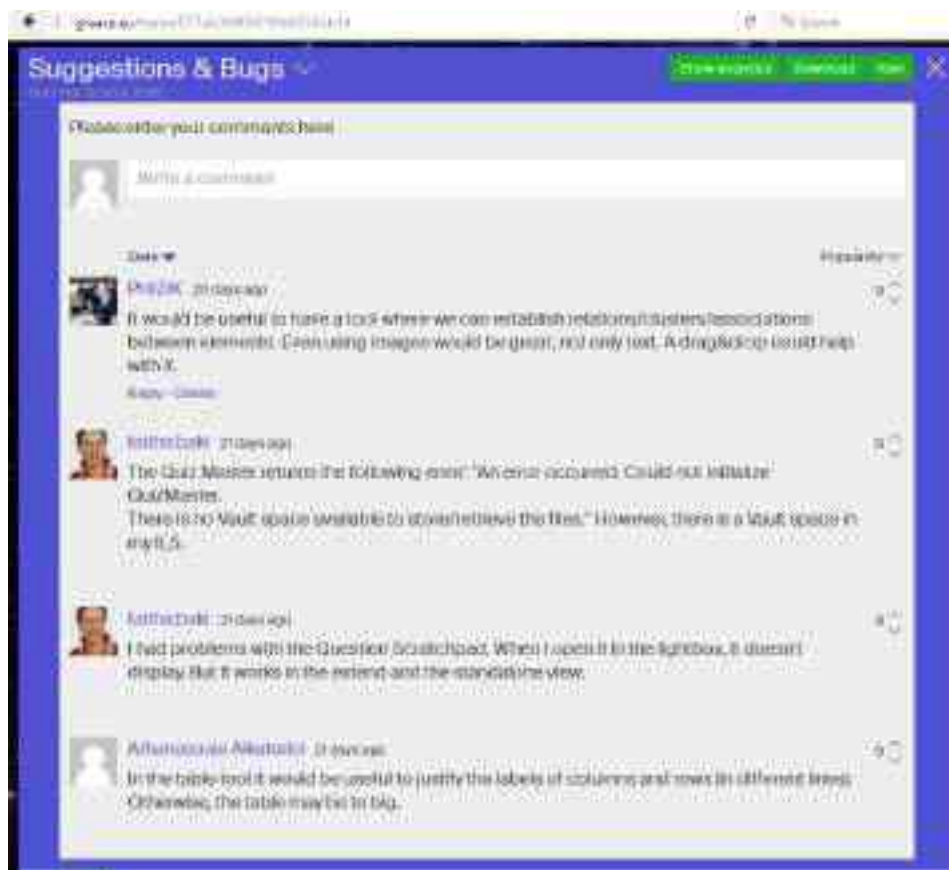 Suggestions & Bugs
Please enter your comments here
Write a comment
Date
Popularity
21 days ago
It would be useful to have a tool where we can establish relations/clusters/associations
between elements. Even using images would be great, not only text. A drag&drop could help
with it.
Reply Delete
21 days ago
The Quiz Master returns the following error: "An error occurred. Could not initialize
QuizMaster.
There is no Vault space available to store/retrieve the files." However, there is a Vault space in
my ILS.
21 days ago
I had problems with the Question Scratchpad. When I open it in the lightbox, it doesn't
display. But it works in the extend and the standalone view.
21 days ago
In the table tool it would be useful to justify the labels of columns and rows (in different lines).
Otherwise, the table may be to big.